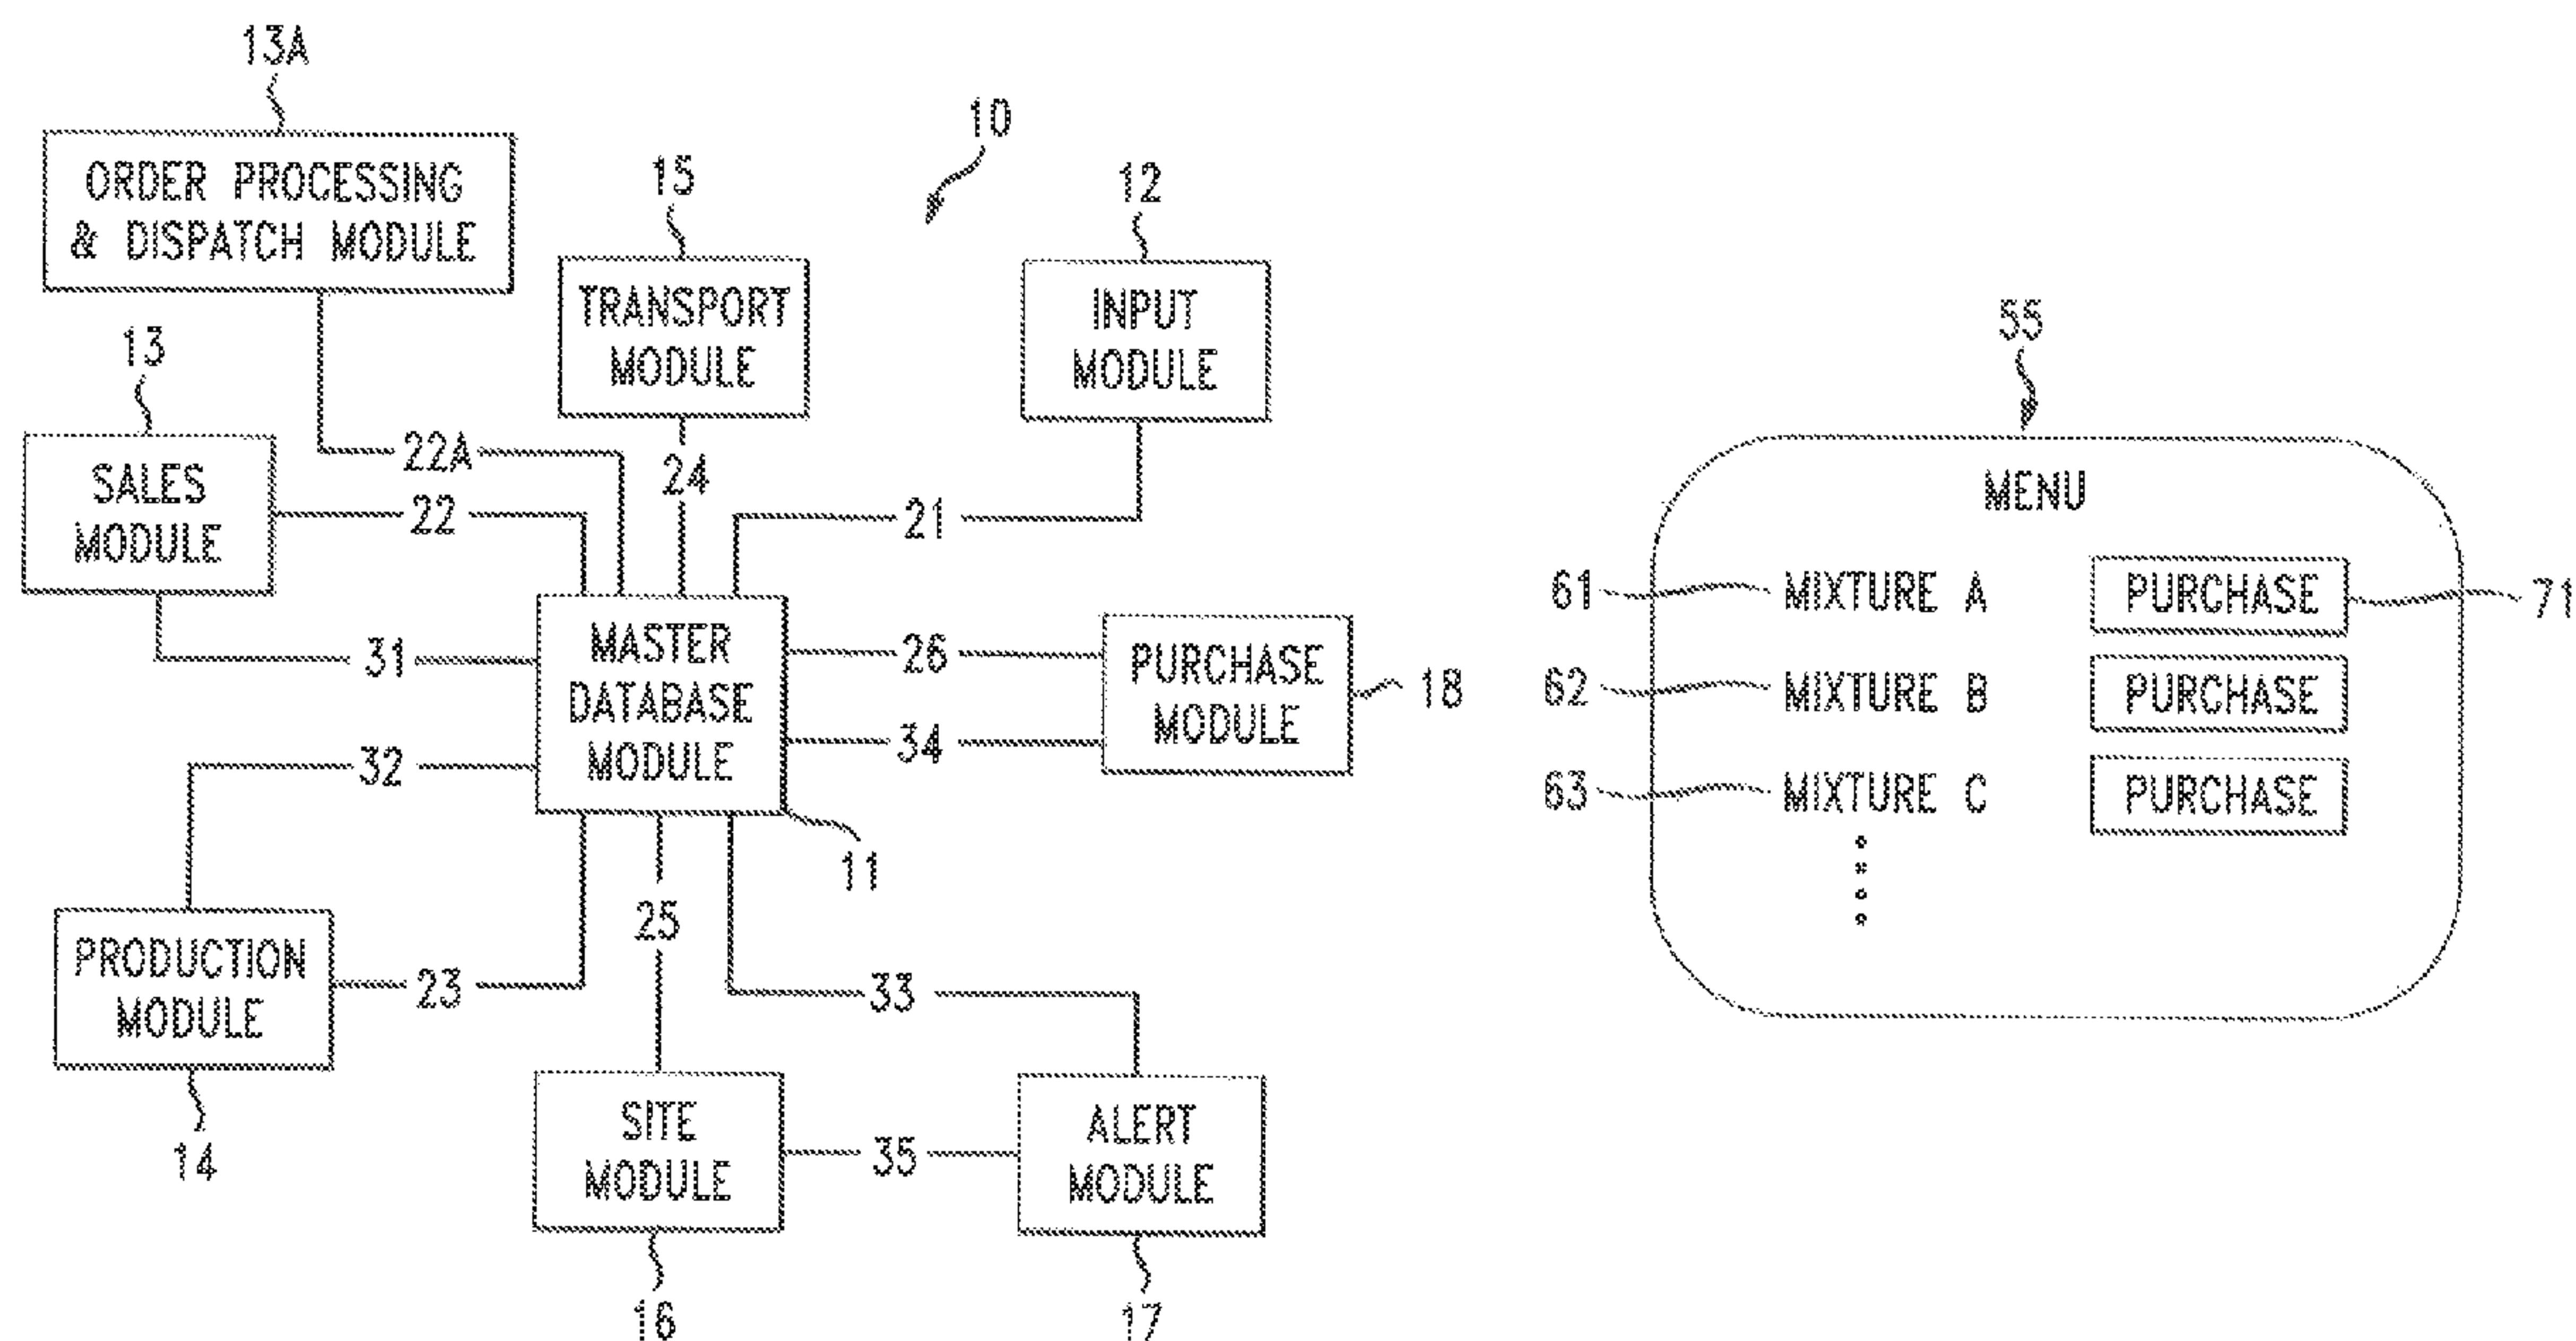 13A
ORDER PROCESSING
& DISPATCH MODULE
10
15
TRANSPORT
MODULE
12
INPUT
MODULE
13
SALES
MODULE
22A
22
24
21
31
MASTER
DATABASE
MODULE
11
26
34
PURCHASE
MODULE
18
32
23
PRODUCTION
MODULE
14
25
33
SITE
MODULE
16
35
ALERT
MODULE
17
55
MENU
61 MIXTURE A PURCHASE 71
62 MIXTURE B PURCHASE
63 MIXTURE C PURCHASE